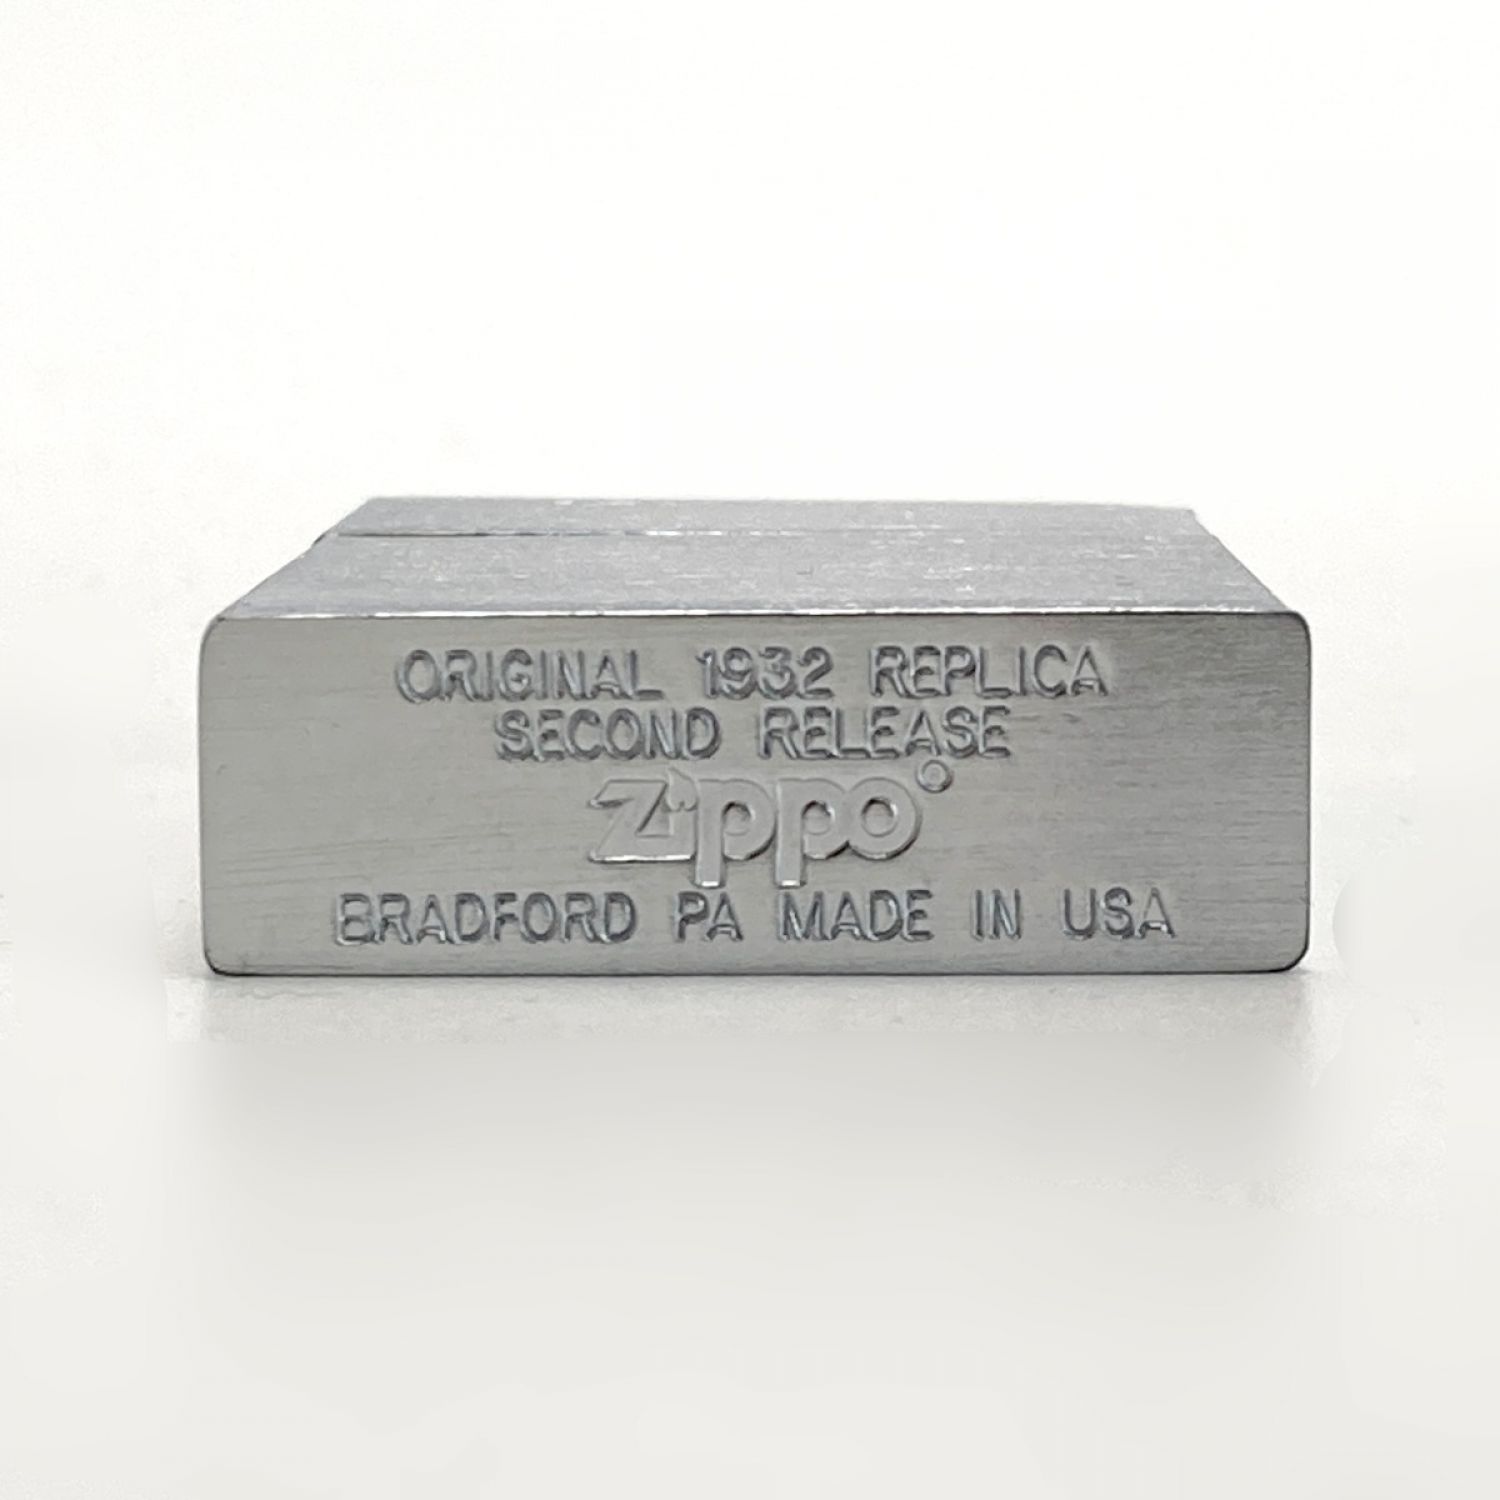 ORIGINAL 1932 REPLICA
SECOND RELEASE
Zippo
BRADFORD PA MADE IN USA